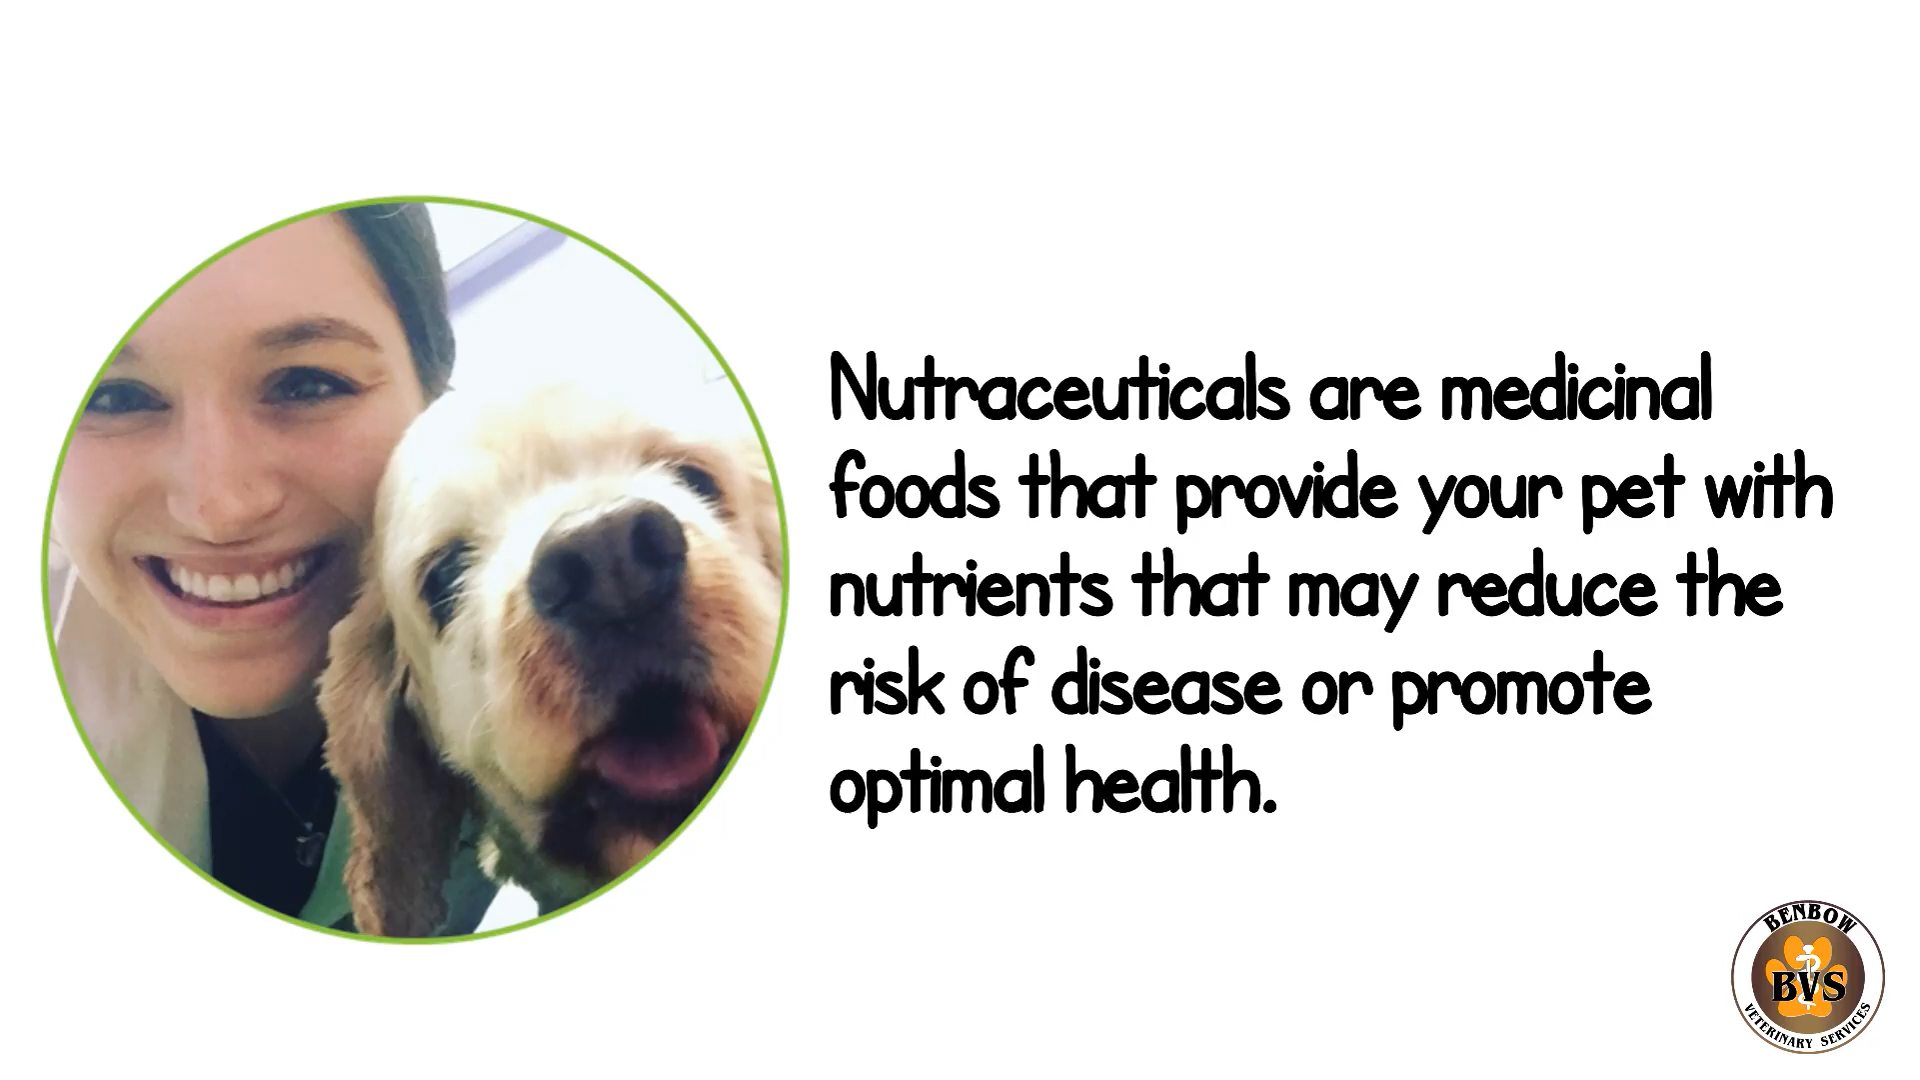 Nutraceuticals are medicinal
foods that provide your pet with
nutrients that may reduce the
risk of disease or promote
optimal health.
BENBOW
BVS
VETERINARY SERVICES